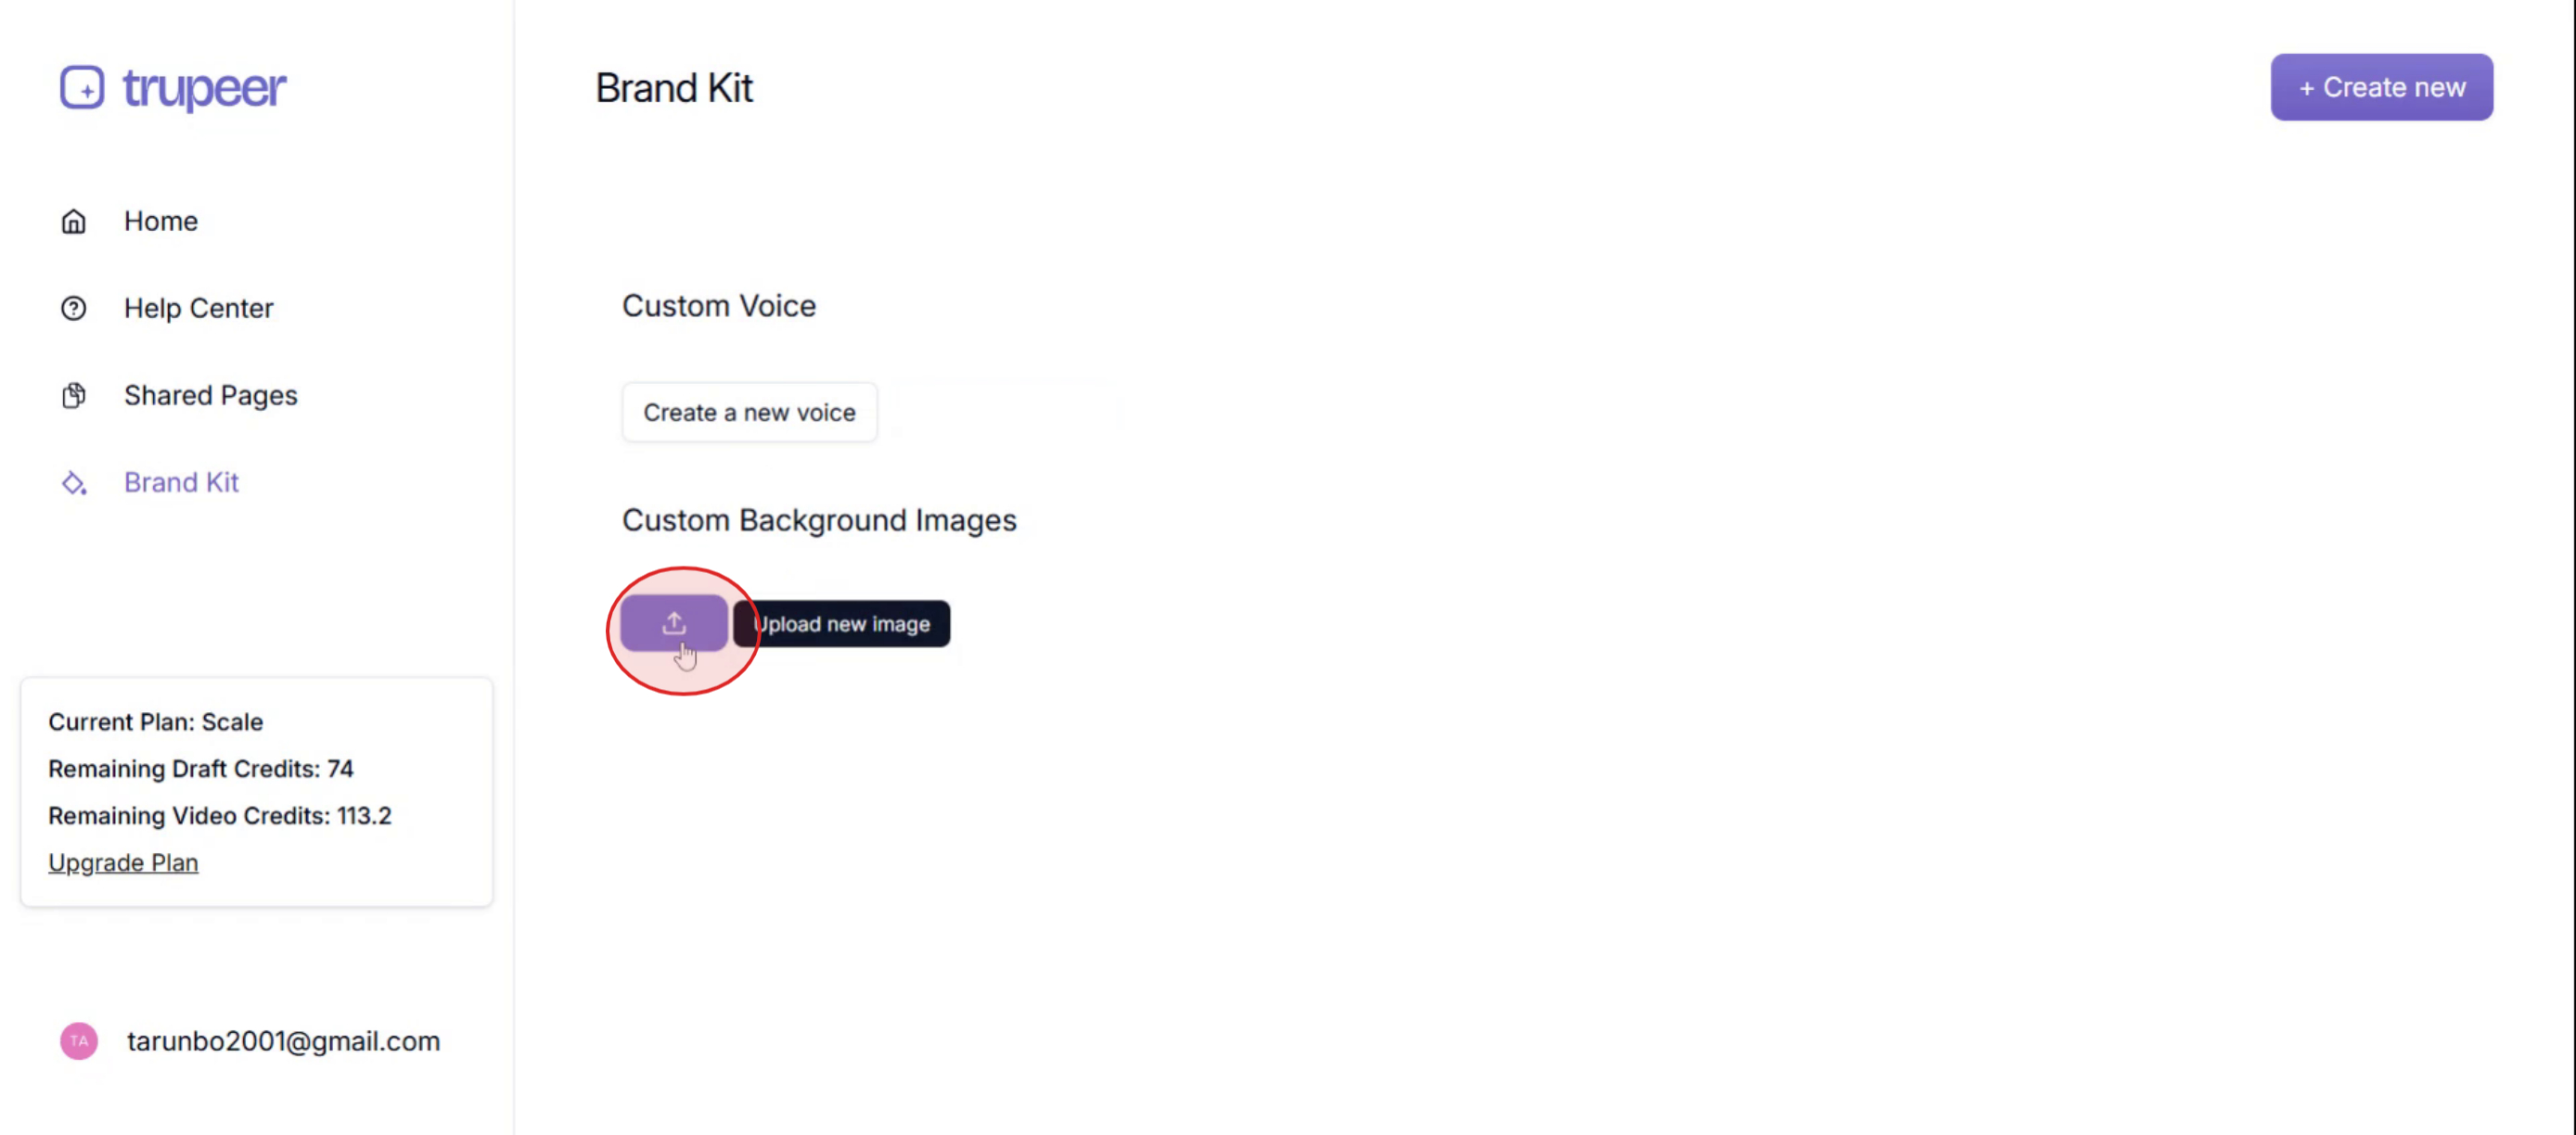 trupeer
Home
Help Center
Shared Pages
Brand Kit
Current Plan: Scale
Remaining Draft Credits: 74
Remaining Video Credits: 113.2
Upgrade Plan
TA
tarunbo2001@gmail.com
Brand Kit
+ Create new
Custom Voice
Create a new voice
Custom Background Images
Upload new image